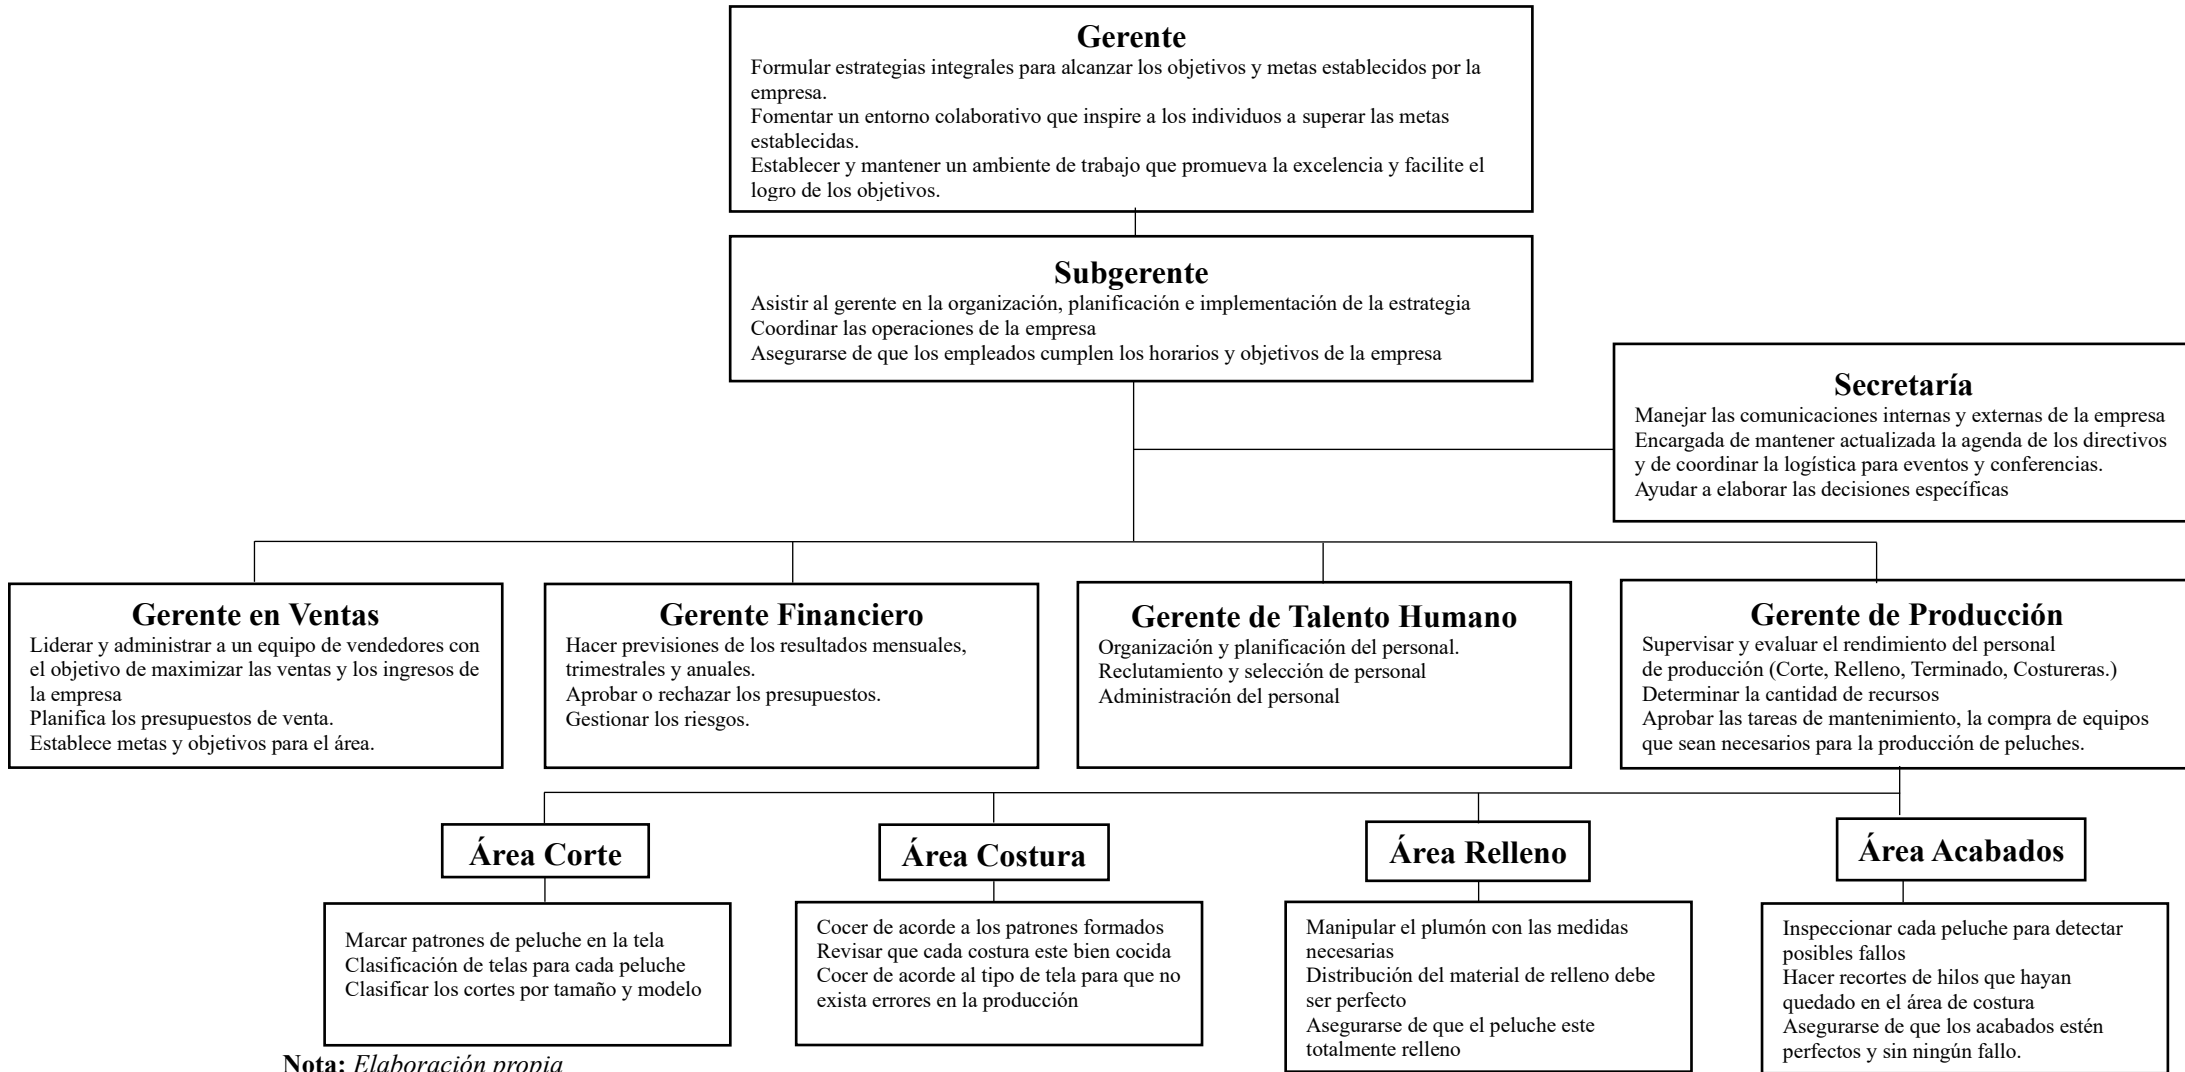 Gerente
Formular estrategias integrales para alcanzar los objetivos y metas establecidos por la
empresa.
Fomentar un entorno colaborativo que inspire a los individuos a superar las metas
establecidas.
Establecer y mantener un ambiente de trabajo que promueva la excelencia y facilite el
logro de los objetivos.
Subgerente
Asistir al gerente en la organización, planificación e implementación de la estrategia
Coordinar las operaciones de la empresa
Asegurarse de que los empleados cumplen los horarios y objetivos de la empresa
Secretaría
Manejar las comunicaciones internas y externas de la empresa
Encargada de mantener actualizada la agenda de los directivos
y de coordinar la logística para eventos y conferencias.
Ayudar a elaborar las decisiones específicas
Gerente en Ventas
Liderar y administrar a un equipo de vendedores con
el objetivo de maximizar las ventas y los ingresos de
la empresa
Planifica los presupuestos de venta.
Establece metas y objetivos para el área.
Gerente Financiero
Hacer previsiones de los resultados mensuales,
trimestrales y anuales.
Aprobar o rechazar los presupuestos.
Gestionar los riesgos.
Gerente de Talento Humano
Organización y planificación del personal.
Reclutamiento y selección de personal
Administración del personal
Gerente de Producción
Supervisar y evaluar el rendimiento del personal
de producción (Corte, Relleno, Terminado, Costureras.)
Determinar la cantidad de recursos
Aprobar las tareas de mantenimiento, la compra de equipos
que sean necesarios para la producción de peluches.
Área Corte
Marcar patrones de peluche en la tela
Clasificación de telas para cada peluche
Clasificar los cortes por tamaño y modelo
Área Costura
Cocer de acorde a los patrones formados
Revisar que cada costura este bien cocida
Cocer de acorde al tipo de tela para que no
exista errores en la producción
Área Relleno
Manipular el plumón con las medidas
necesarias
Distribución del material de relleno debe
ser perfecto
Asegurarse de que el peluche este
totalmente relleno
Área Acabados
Inspeccionar cada peluche para detectar
posibles fallos
Hacer recortes de hilos que hayan
quedado en el área de costura
Asegurarse de que los acabados estén
perfectos y sin ningún fallo.
Nota: Elaboración propia